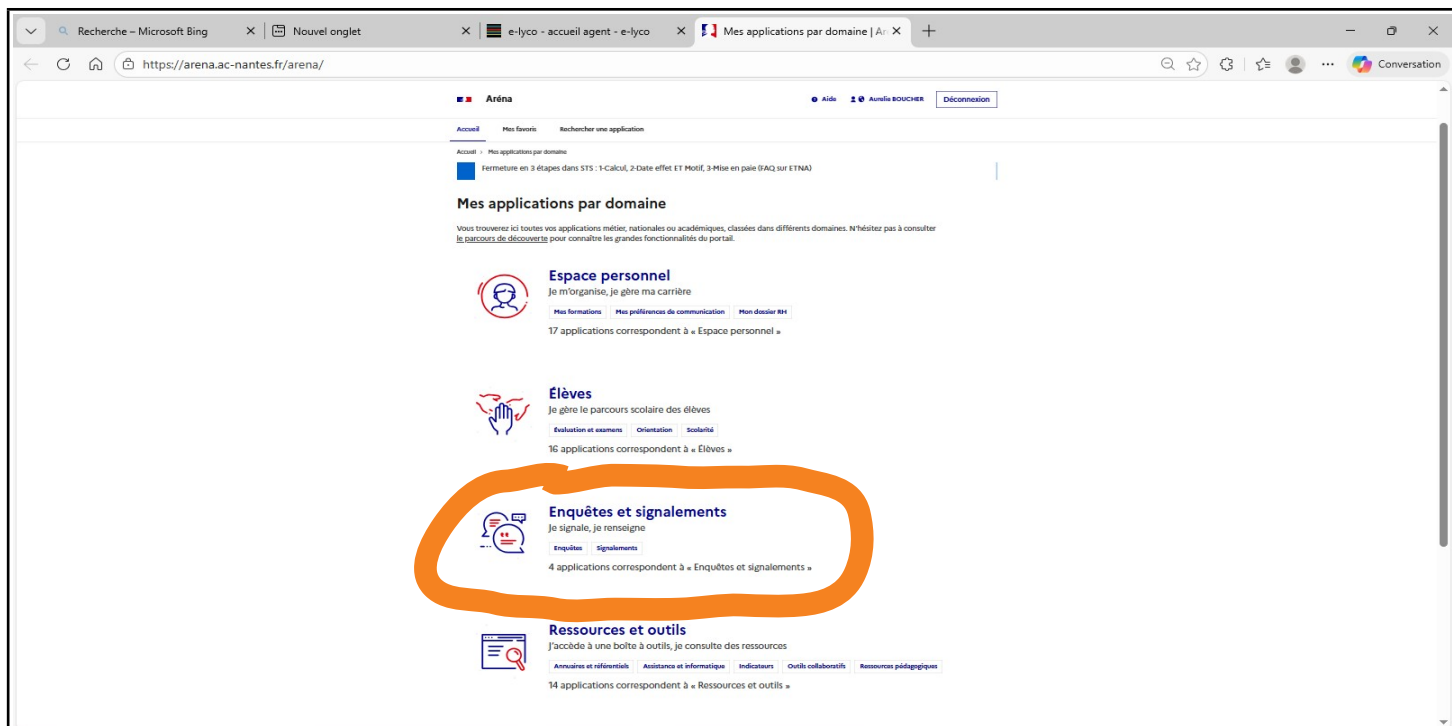 Recherche – Microsoft Bing
Nouvel onglet
e-lyco - accueil agent - e-lyco
Mes applications par domaine | Ar
https://arena.ac-nantes.fr/arena/
Conversation
Aréna
Aide
Aurelie BOUCHER
Déconnexion
Accueil
Mes favoris
Rechercher une application
Accueil > Mes applications par domaine
Fermeture en 3 étapes dans STS : 1-Calcul, 2-Date effet ET Motif, 3-Mise en paie (FAQ sur ETNA)
Mes applications par domaine
Vous trouverez ici toutes vos applications métier, nationales ou académiques, classées dans différents domaines. N'hésitez pas à consulter
le parcours de découverte pour connaître les grandes fonctionnalités du portail.
Espace personnel
Je m'organise, je gère ma carrière
Mes formations
Mes préférences de communication
Mon dossier RH
17 applications correspondent à « Espace personnel »
Élèves
Je gère le parcours scolaire des élèves
Évaluation et examens
Orientation
Scolarité
16 applications correspondent à « Élèves »
Enquêtes et signalements
Je signale, je renseigne
Enquêtes
Signalements
4 applications correspondent à « Enquêtes et signalements »
Ressources et outils
J'accède à une boîte à outils, je consulte des ressources
Annuaires et référentiels
Assistance et informatique
Indicateurs
Outils collaboratifs
Ressources pédagogiques
14 applications correspondent à « Ressources et outils »